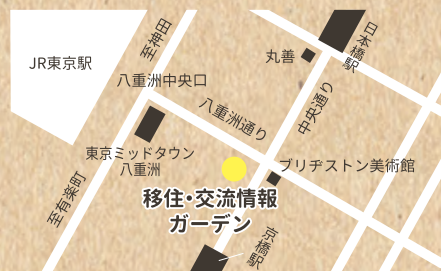 至神田
日本橋駅
丸善
JR東京駅
八重洲中央口
八重洲通り
中央通り
東京ミッドタウン
八重洲
ブリヂストン美術館
至有楽町
移住・交流情報
ガーデン
京橋駅